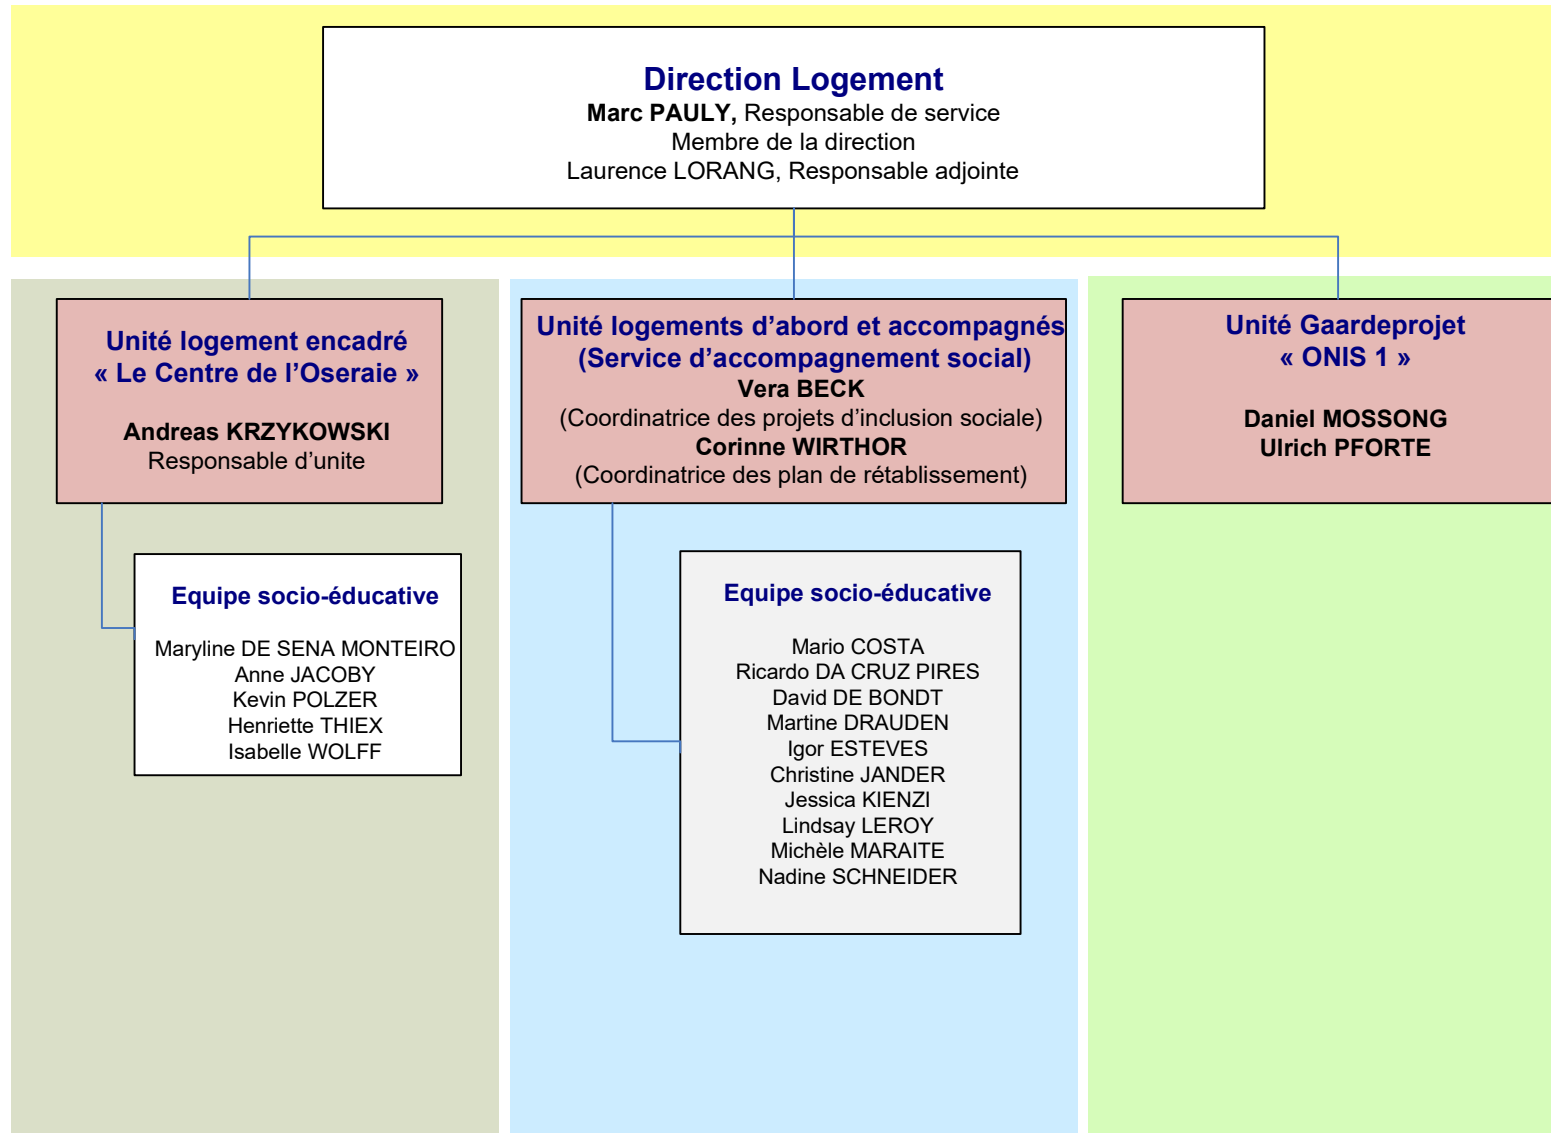 Direction Logement
Marc PAULY, Responsable de service
Membre de la direction
Laurence LORANG, Responsable adjointe
Unité logement encadré
« Le Centre de l’Oseraie »
Andreas KRZYKOWSKI
Responsable d’unite
Equipe socio-éducative
Maryline DE SENA MONTEIRO
Anne JACOBY
Kevin POLZER
Henriette THIEX
Isabelle WOLFF
Unité logements d’abord et accompagnés
(Service d’accompagnement social)
Vera BECK
(Coordinatrice des projets d’inclusion sociale)
Corinne WIRTHOR
(Coordinatrice des plan de rétablissement)
Equipe socio-éducative
Mario COSTA
Ricardo DA CRUZ PIRES
David DE BONDT
Martine DRAUDEN
Igor ESTEVES
Christine JANDER
Jessica KIENZI
Lindsay LEROY
Michèle MARAITE
Nadine SCHNEIDER
Unité Gaardeprojet
« ONIS 1 »
Daniel MOSSONG
Ulrich PFORTE